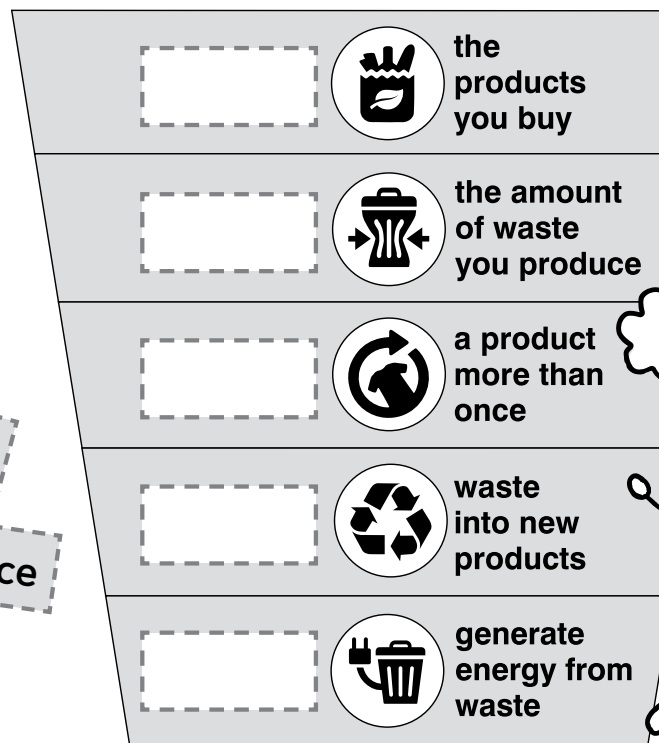 the
products
you buy
the amount
of waste
you produce
a product
more than
once
ce
waste
into new
products
generate
energy from
waste